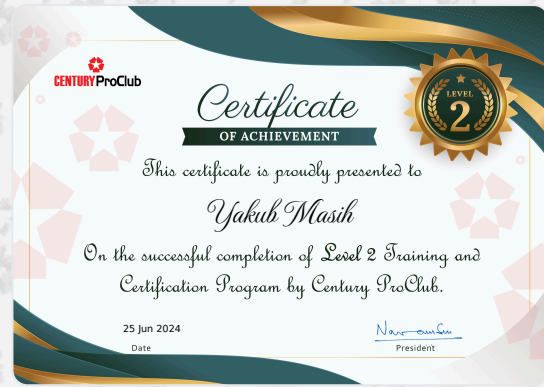 CENTURY ProClub
Certificate
OF ACHIEVEMENT
LEVEL
2
This certificate is proudly presented to
Yakub Masih
On the successful completion of Level 2 Training and
Certification Program by Century ProClub.
25 Jun 2024
Date
President